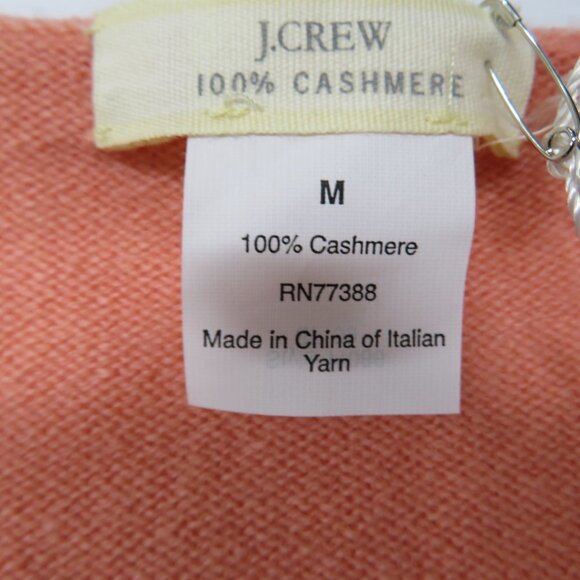 J.CREW
100% CASHMERE
M
100% Cashmere
RN77388
Made in China of Italian
Yarn